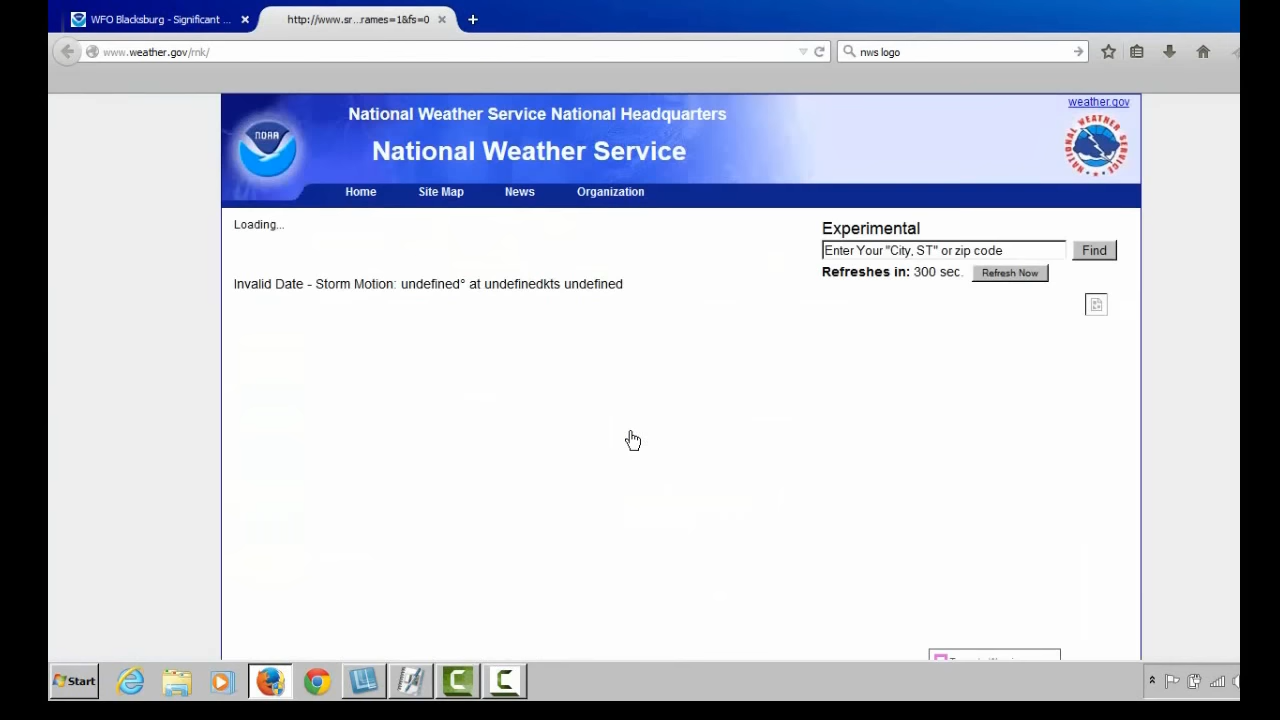 WFO Blacksburg - Significant ...
http://www.sr...rames=1&fs=0
www.weather.gov/rnk/
nws logo
National Weather Service National Headquarters
weather.gov
NOAA
National Weather Service
NATIONAL WEATHER SERVICE
Home
Site Map
News
Organization
Loading...
Experimental
Enter Your "City, ST" or zip code
Find
Refreshes in: 300 sec.
Refresh Now
Invalid Date - Storm Motion: undefined° at undefinedkts undefined
Start